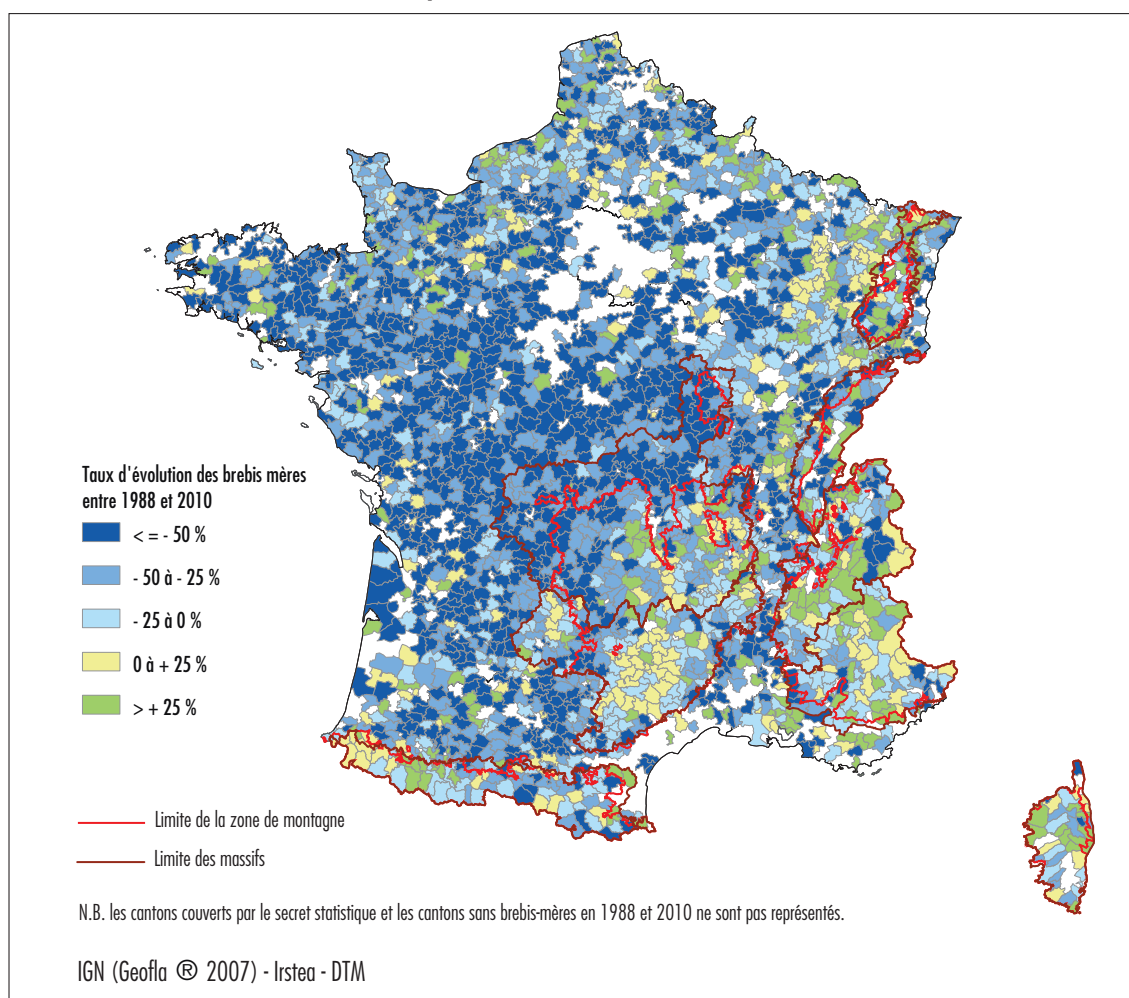 Taux d'évolution des brebis mères
entre 1988 et 2010
< = - 50 %
- 50 à - 25 %
- 25 à 0 %
0 à + 25 %
> + 25 %
Limite de la zone de montagne
Limite des massifs
N.B. les cantons couverts par le secret statistique et les cantons sans brebis-mères en 1988 et 2010 ne sont pas représentés.
IGN (Geofla ® 2007) - Irstea - DTM